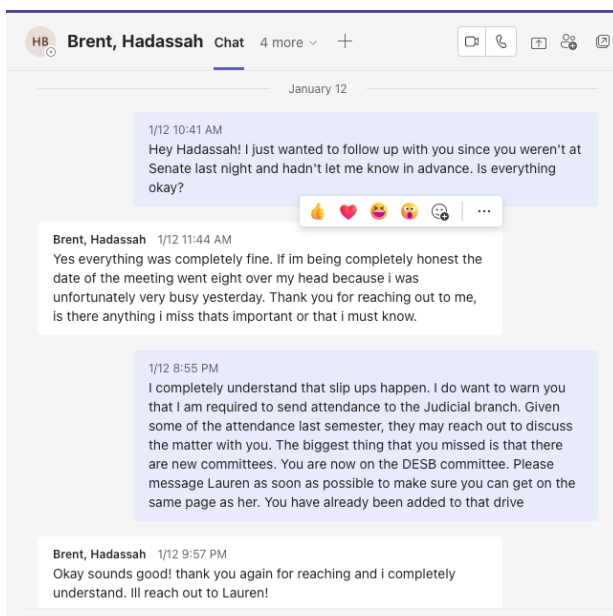 HB Brent, Hadassah Chat 4 more
January 12
1/12 10:41 AM
Hey Hadassah! I just wanted to follow up with you since you weren't at
Senate last night and hadn't let me know in advance. Is everything
okay?
Brent, Hadassah 1/12 11:44 AM
Yes everything was completely fine. If im being completely honest the
date of the meeting went eight over my head because i was
unfortunately very busy yesterday. Thank you for reaching out to me,
is there anything i miss thats important or that i must know.
1/12 8:55 PM
I completely understand that slip ups happen. I do want to warn you
that I am required to send attendance to the Judicial branch. Given
some of the attendance last semester, they may reach out to discuss
the matter with you. The biggest thing that you missed is that there
are new committees. You are now on the DESB committee. Please
message Lauren as soon as possible to make sure you can get on the
same page as her. You have already been added to that drive
Brent, Hadassah 1/12 9:57 PM
Okay sounds good! thank you again for reaching and i completely
understand. Ill reach out to Lauren!